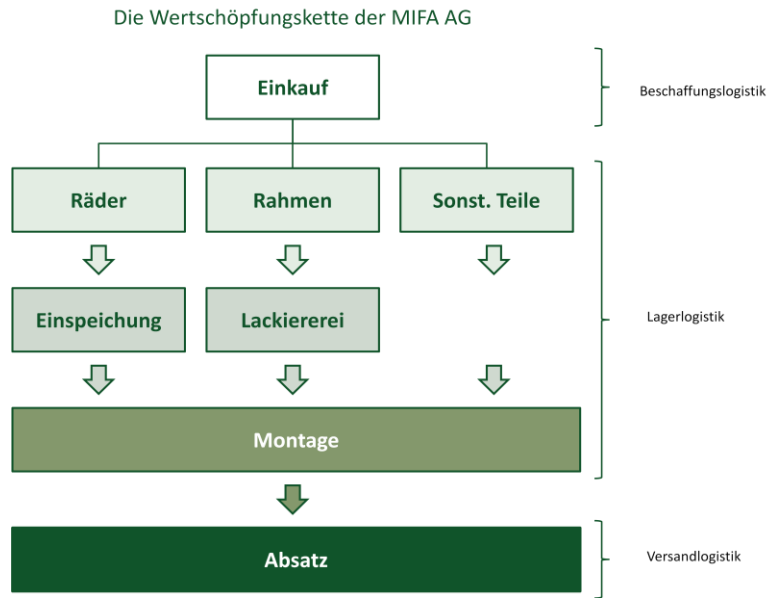 Die Wertschöpfungskette der MIFA AG
Einkauf
Beschaffungslogistik
Räder
Rahmen
Sonst. Teile
Einspeichung
Lackiererei
Lagerlogistik
Montage
Absatz
Versandlogistik